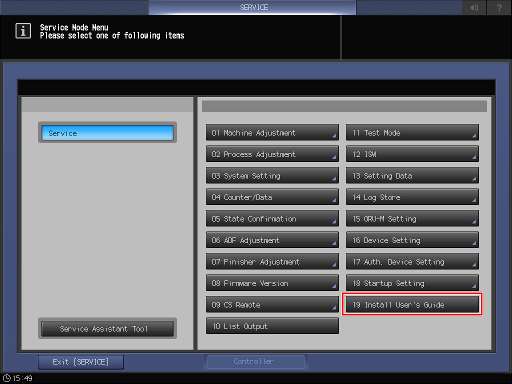 SERVICE
?
i
Service Mode Menu
Please select one of following items
Service
01 Machine Adjustment
11 Test Mode
02 Process Adjustment
12 ISW
03 System Setting
13 Setting Data
04 Counter/Data
14 Log Store
05 State Confirmation
15 ORU-M Setting
06 ADF Adjustment
16 Device Setting
07 Finisher Adjustment
17 Auth. Device Setting
08 Firmware Version
18 Startup Setting
09 CS Remote
19 Install User's Guide
10 List Output
Service Assistant Tool
Exit [SERVICE]
Controller
15:49